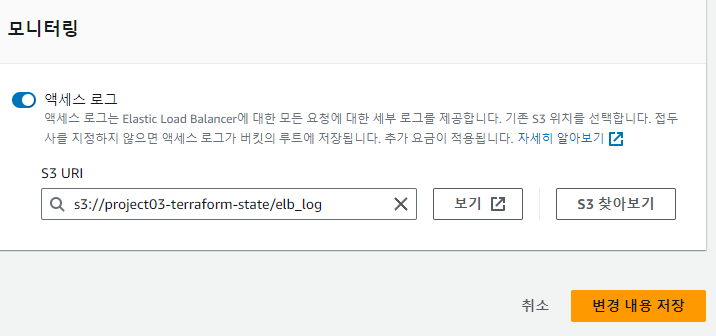 모니터링
액세스 로그
액세스 로그는 Elastic Load Balancer에 대한 모든 요청에 대한 세부 로그를 제공합니다. 기존 S3 위치를 선택합니다. 접두
사를 지정하지 않으면 액세스 로그가 버킷의 루트에 저장됩니다. 추가 요금이 적용됩니다. 자세히 알아보기
S3 URI
s3://project03-terraform-state/elb_log 보기 S3 찾아보기
취소 변경 내용 저장